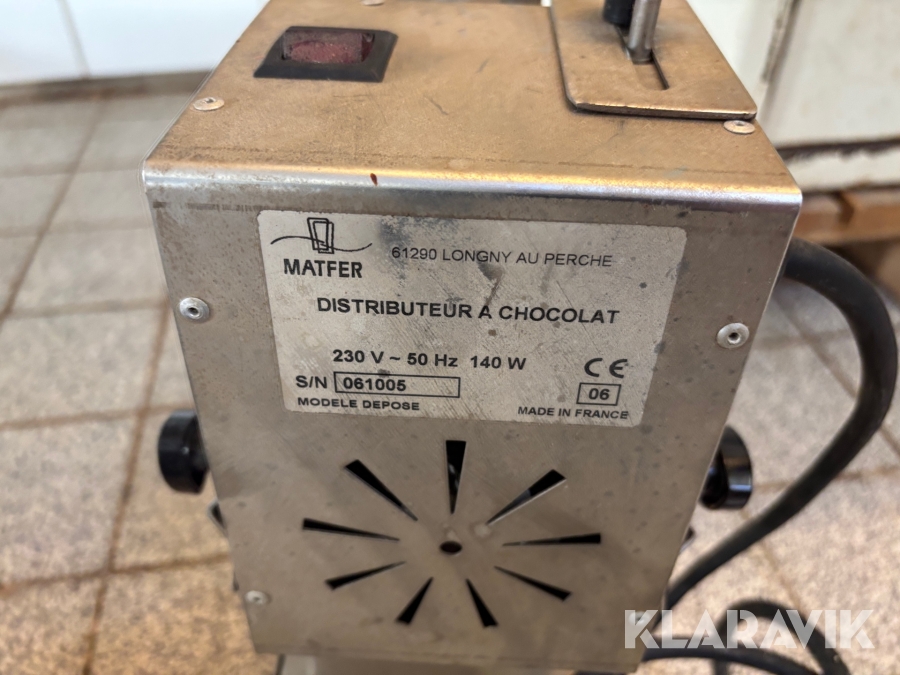 MATFER
61290 LONGNY AU PERCHE
DISTRIBUTEUR A CHOCOLAT
230 V ~ 50 Hz 140 W
CE
S/N 061005
06
MODELE DEPOSE
MADE IN FRANCE
KLARAVIK